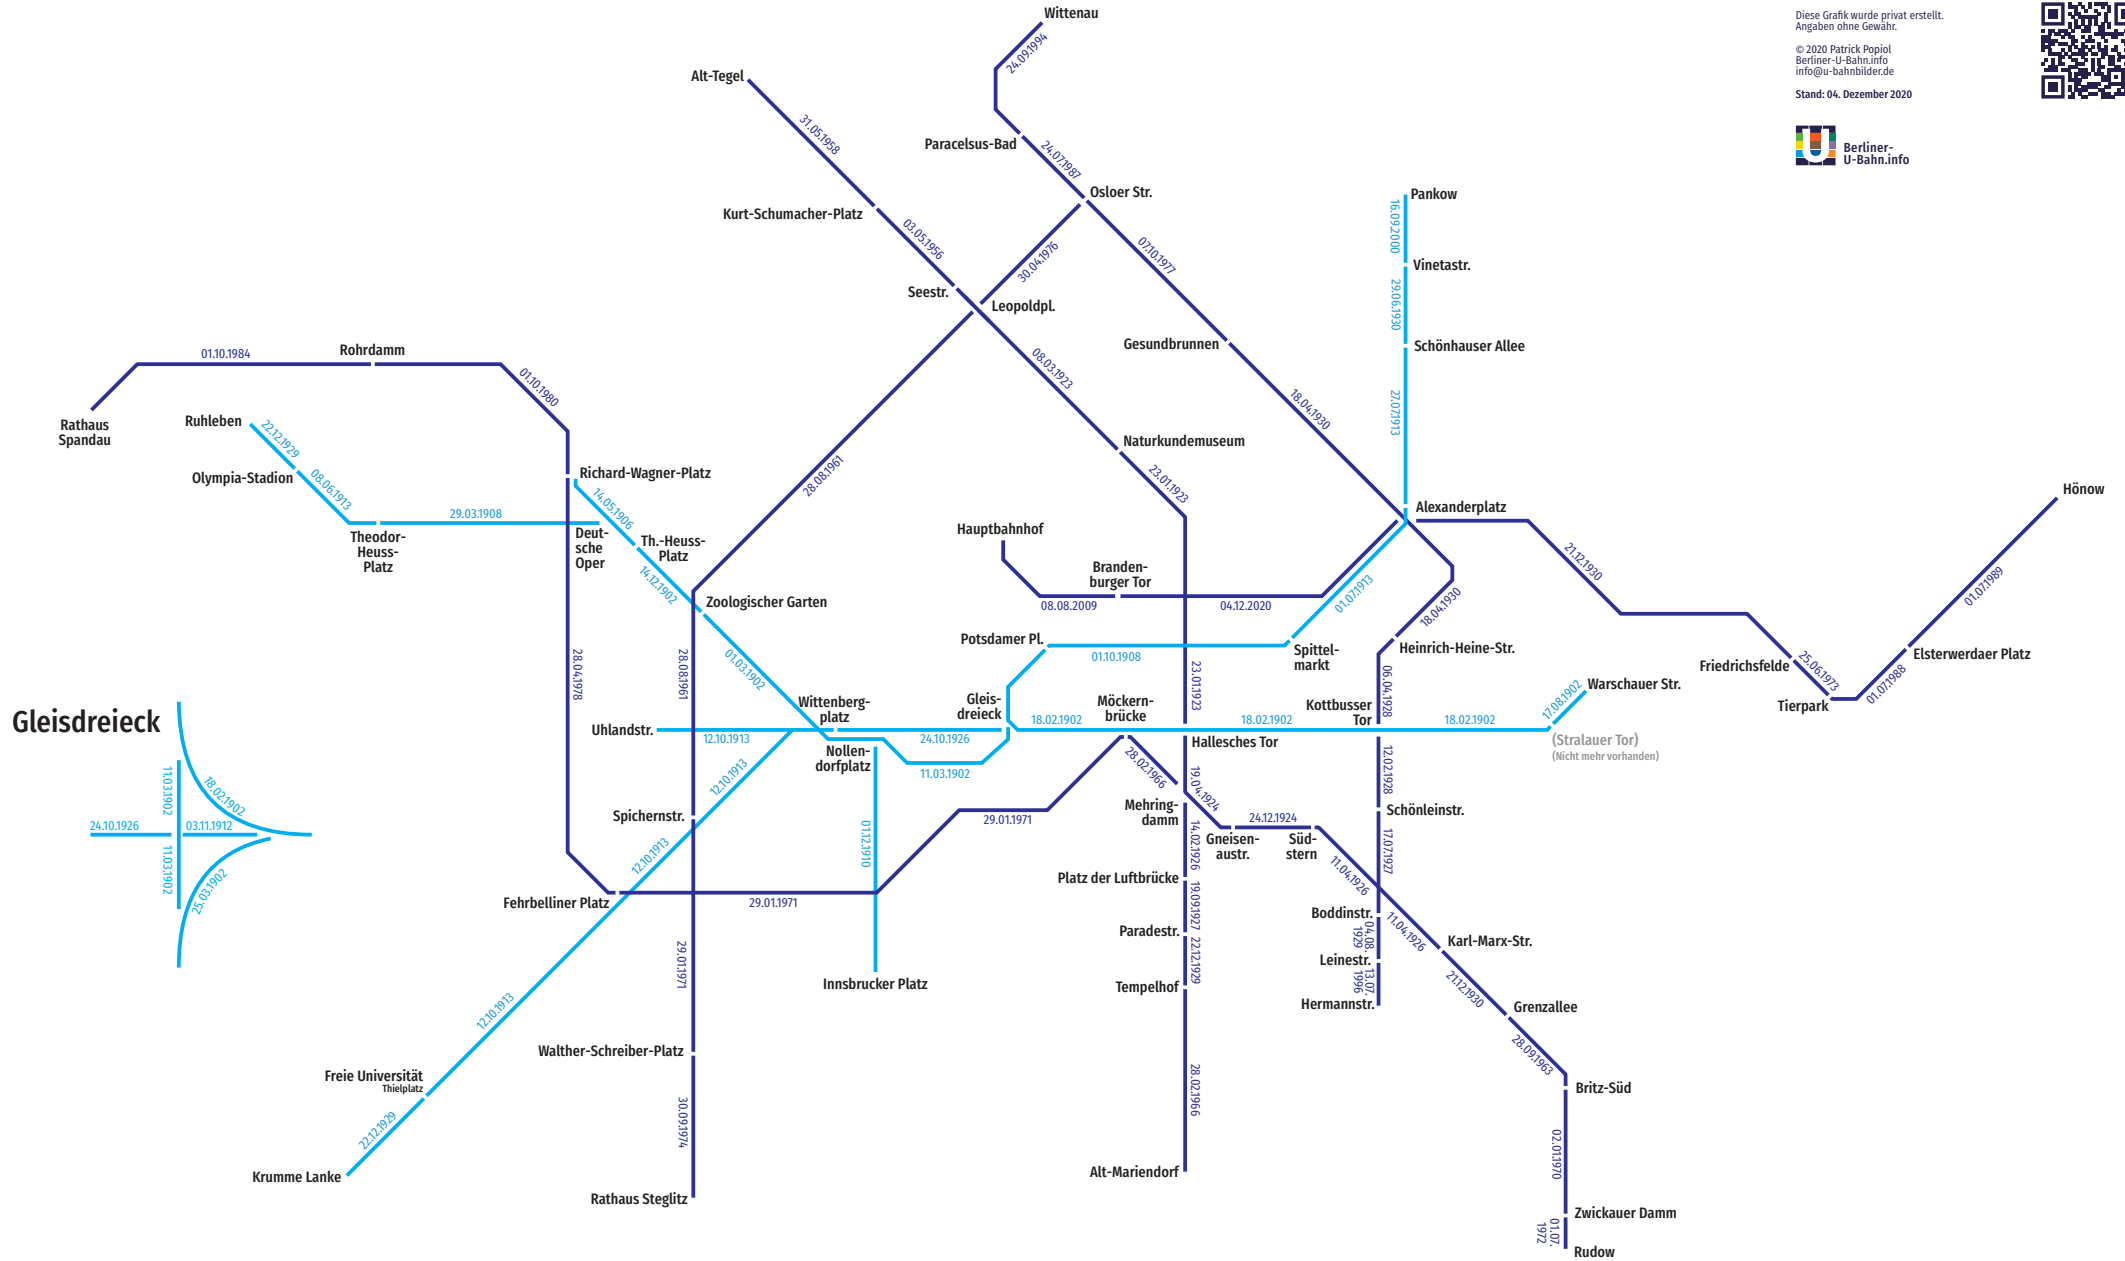 Wittenau
24.09.1994
Diese Grafik wurde privat erstellt.
Angaben ohne Gewähr.
© 2020 Patrick Popiol
Berliner-U-Bahn.info
info@u-bahnbilder.de
Stand: 04. Dezember 2020
Berliner-
U-Bahn.info
Alt-Tegel
31.05.1958
Paracelsus-Bad
24.07.1987
Osloer Str.
Kurt-Schumacher-Platz
03.05.1956
30.04.1976
07.10.1977
Pankow
16.09.2000
Vinetastr.
29.06.1930
Seestr.
Leopoldpl.
Gesundbrunnen
Schönhauser Allee
01.10.1984
Rohrdamm
01.10.1980
08.03.1923
18.04.1930
27.07.1913
Rathaus
Spandau
Ruhleben
22.12.1929
Olympia-Stadion
08.06.1913
Richard-Wagner-Platz
14.05.1906
28.08.1961
Naturkundemuseum
23.01.1923
29.03.1908
Theodor-
Heuss-
Platz
Deut-
sche
Oper
Th.-Heuss-
Platz
14.12.1902
Hauptbahnhof
Branden-
burger Tor
Alexanderplatz
Hönow
21.12.1930
01.07.1989
Zoologischer Garten
08.08.2009
04.12.2020
01.07.1913
18.04.1930
28.04.1978
28.08.1961
01.03.1902
Potsdamer Pl.
01.10.1908
Spittel-
markt
Heinrich-Heine-Str.
Friedrichsfelde
25.06.1973
Elsterwerdaer Platz
01.07.1988
Tierpark
23.01.1923
06.04.1928
Warschauer Str.
17.08.1902
Gleisdreieck
Uhlandstr.
12.10.1913
Wittenberg-
platz
24.10.1926
Gleis-
dreieck
18.02.1902
Möckern-
brücke
18.02.1902
Kottbusser
Tor
18.02.1902
(Stralauer Tor)
(Nicht mehr vorhanden)
Nollen-
dorfplatz
11.03.1902
Hallesches Tor
11.03.1902
18.02.1902
24.10.1926
03.11.1912
11.03.1902
25.03.1902
12.10.1913
28.02.1966
19.04.1924
12.02.1928
Spichernstr.
01.12.1910
29.01.1971
Mehring-
damm
14.02.1926
24.12.1924
Gneisen-
austr.
Süd-
stern
Schönleinstr.
17.07.1927
12.10.1913
11.04.1926
Fehrbelliner Platz
29.01.1971
Platz der Luftbrücke
19.09.1927
Boddinstr.
11.04.1926
04.08.
1929
Karl-Marx-Str.
Paradestr.
22.12.1929
29.01.1971
Leinestr.
13.07.
1996
21.12.1930
Innsbrucker Platz
Tempelhof
Hermannstr.
Grenzallee
12.10.1913
28.09.1963
Walther-Schreiber-Platz
Freie Universität
Thielplatz
28.02.1966
Britz-Süd
22.12.1929
30.09.1974
02.01.1970
Krumme Lanke
Rathaus Steglitz
Alt-Mariendorf
Zwickauer Damm
01.07.
1972
Rudow